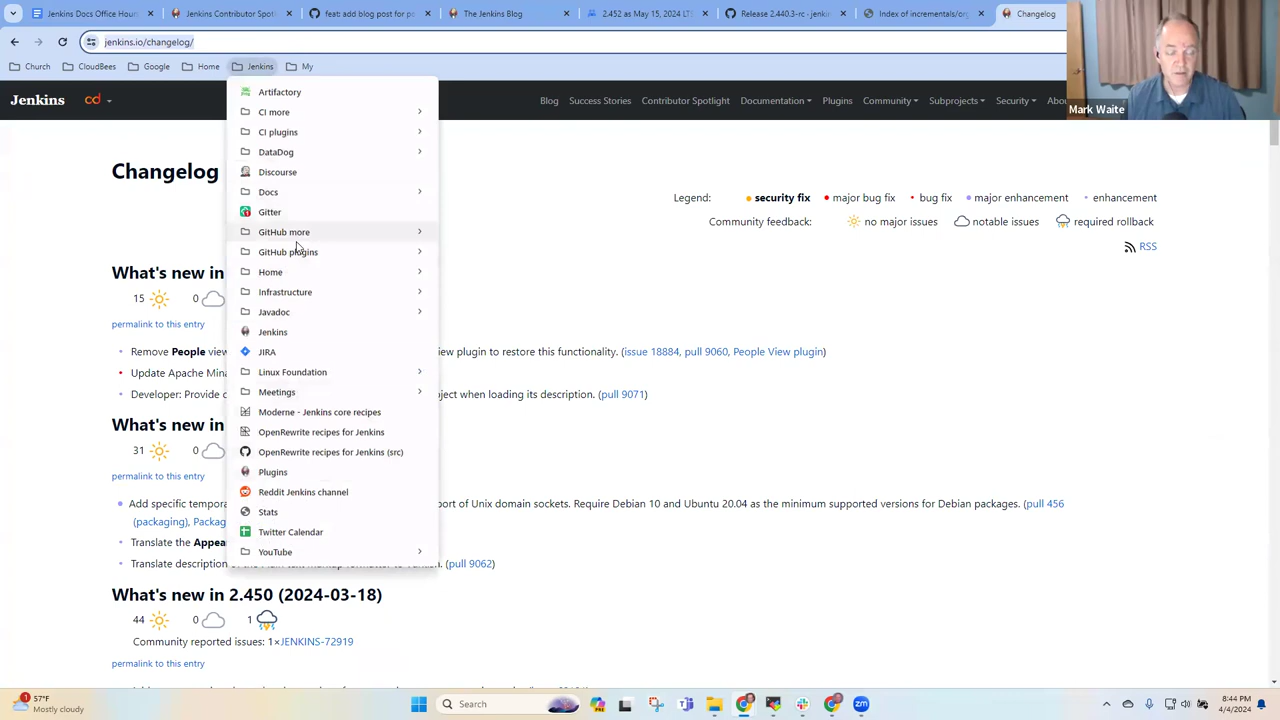 Jenkins Docs Office Hour
Jenkins Contributor Spot
feat: add blog post for po
The Jenkins Blog
2.452 as May 15, 2024 LTS
Release 2.440.3-rc · jenkin
Index of incrementals/org
Changelog
jenkins.io/changelog/
Church
CloudBees
Google
Home
Jenkins
My
Jenkins
cd
Blog
Success Stories
Contributor Spotlight
Documentation
Plugins
Community
Subprojects
Security
Abou
Mark Waite
Artifactory
CI more
CI plugins
DataDog
Discourse
Docs
Gitter
GitHub more
GitHub plugins
Home
Infrastructure
Javadoc
Jenkins
JIRA
Linux Foundation
Meetings
Moderne - Jenkins core recipes
OpenRewrite recipes for Jenkins
OpenRewrite recipes for Jenkins (src)
Plugins
Reddit Jenkins channel
Stats
Twitter Calendar
YouTube
Changelog
Legend: security fix major bug fix bug fix major enhancement enhancement
Community feedback: no major issues notable issues required rollback
RSS
What's new in
15 0
permalink to this entry
Remove People view plugin to restore this functionality. (issue 18884, pull 9060, People View plugin)
Update Apache Mina
Developer: Provide ject when loading its description. (pull 9071)
What's new in
31 0
permalink to this entry
Add specific tempora ort of Unix domain sockets. Require Debian 10 and Ubuntu 20.04 as the minimum supported versions for Debian packages. (pull 456
(packaging), Packag
Translate the Appea
Translate description (pull 9062)
What's new in 2.450 (2024-03-18)
44 0 1
Community reported issues: 1×JENKINS-72919
permalink to this entry
1
57°F
Mostly cloudy
Search
8:44 PM
4/4/2024